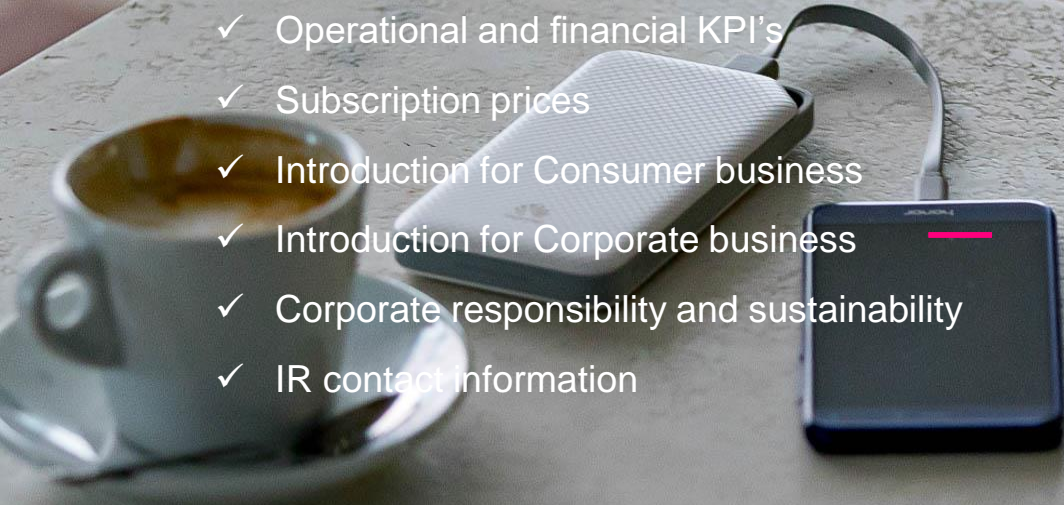 ✓ Operational and financial KPI's
✓ Subscription prices
✓ Introduction for Consumer business
✓ Introduction for Corporate business
honor
✓ Corporate responsibility and sustainability
✓ IR contact information